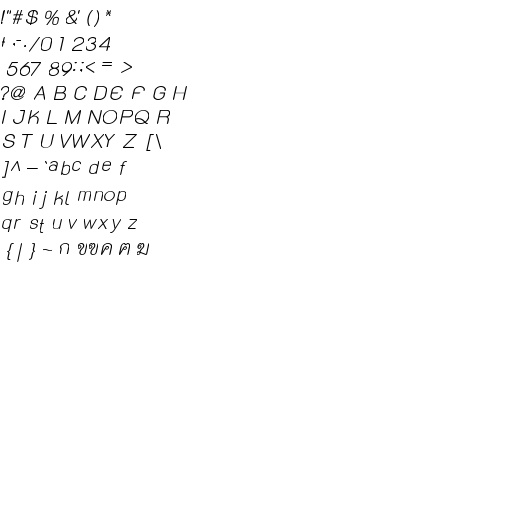 !"#$ % &' () *
+ ,-./0 1 234
567 89:;< = >
?@ A B C DE F G H
I JK L M NOPQ R
S T U VWXY Z [\
]^ _ `abc de f
gh i j kl mnop
qr st u v wxy z
{ | } ~ ก ขฃค ฅ ฆ